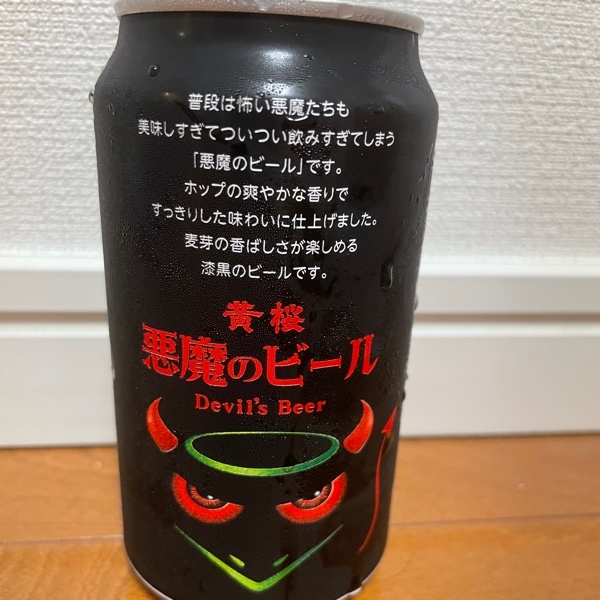 普段は怖い悪魔たちも
美味しすぎてついつい飲みすぎてしまう
「悪魔のビール」です。
ホップの爽やかな香りで
すっきりした味わいに仕上げました。
麦芽の香ばしさが楽しめる
漆黒のビールです。
黄桜
悪魔のビール
Devil's Beer